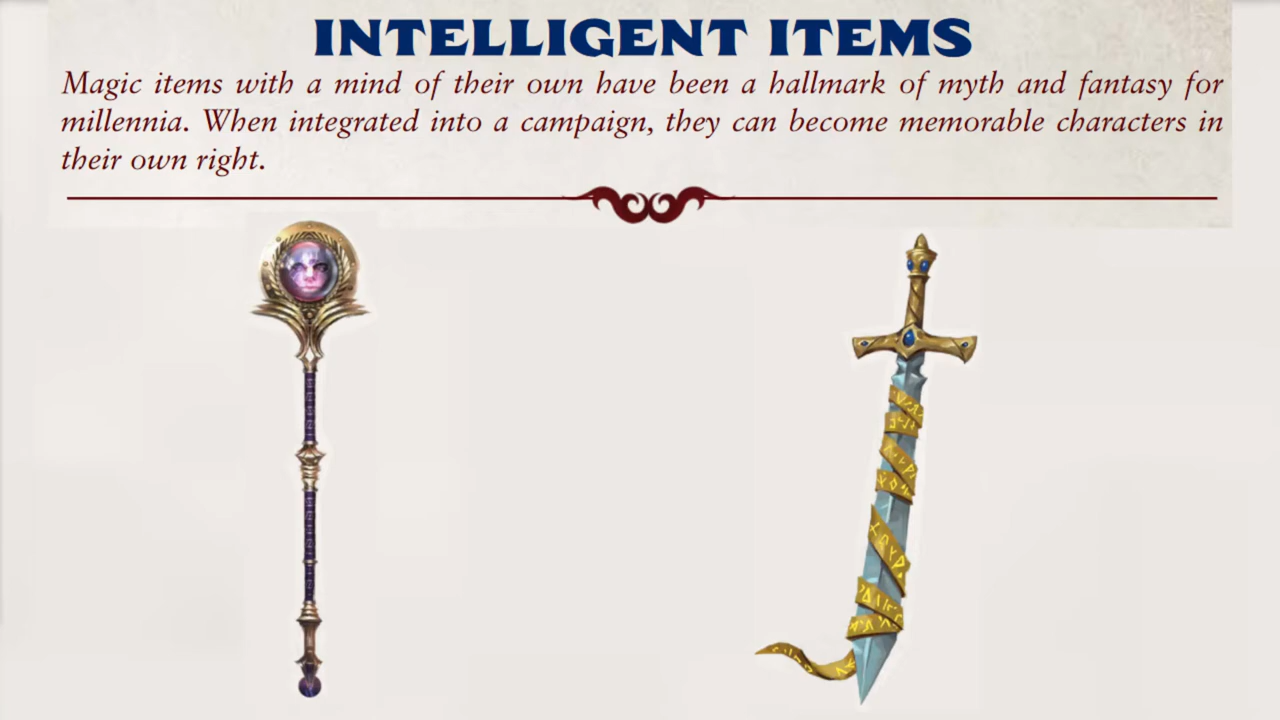 INTELLIGENT ITEMS
Magic items with a mind of their own have been a hallmark of myth and fantasy for
millennia. When integrated into a campaign, they can become memorable characters in
their own right.